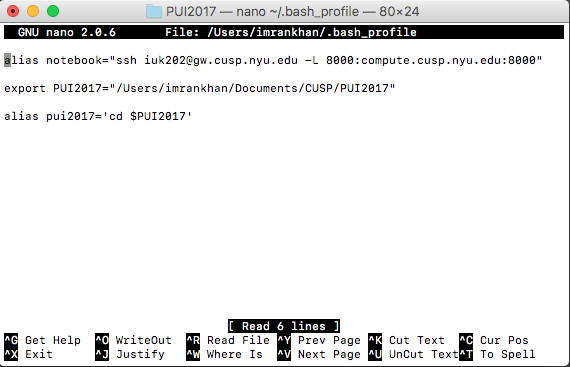 PUI2017 — nano ~/.bash_profile — 80×24
GNU nano 2.0.6 File: /Users/imrankhan/.bash_profile
alias notebook="ssh iuk202@gw.cusp.nyu.edu -L 8000:compute.cusp.nyu.edu:8000"
export PUI2017="/Users/imrankhan/Documents/CUSP/PUI2017"
alias pui2017='cd $PUI2017'
[ Read 6 lines ]
^G Get Help ^O WriteOut ^R Read File ^Y Prev Page ^K Cut Text ^C Cur Pos
^X Exit ^J Justify ^W Where Is ^V Next Page ^U UnCut Text ^T To Spell